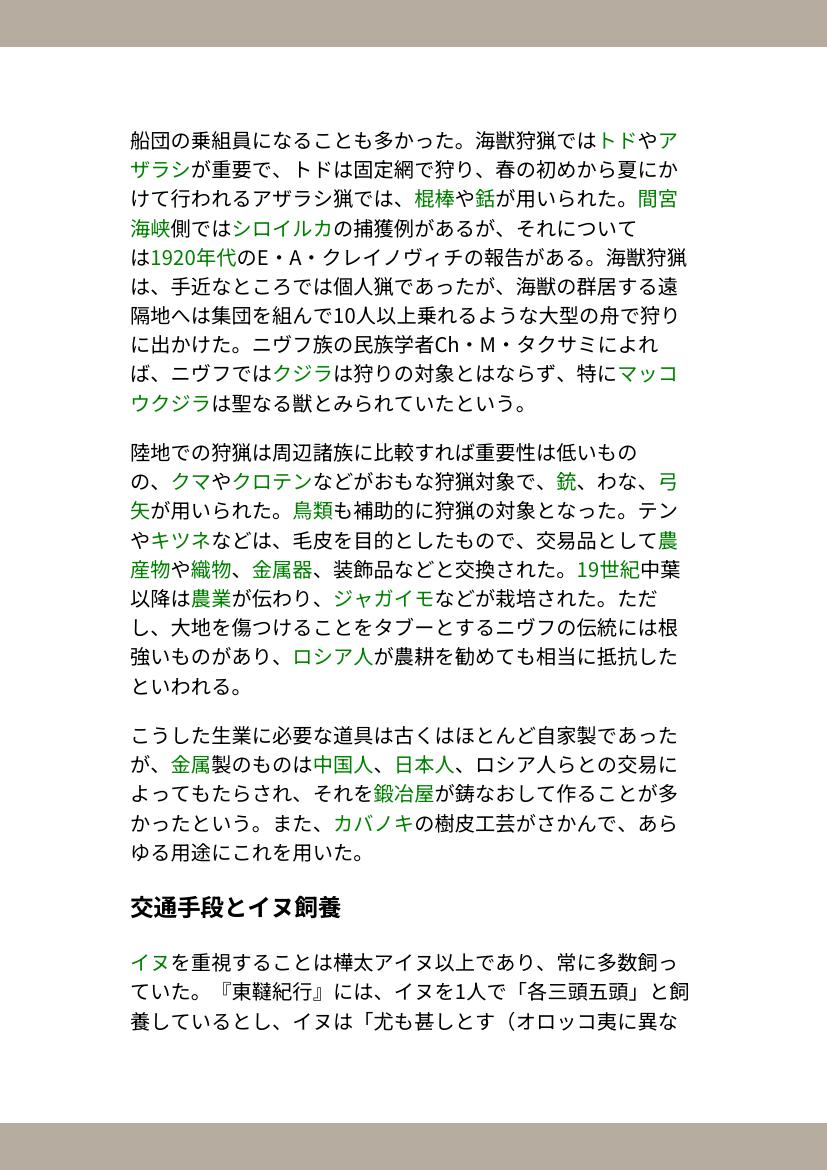 船団の乗組員になることも多かった。海獣狩猟ではトドやア
ザラシが重要で、トドは固定網で狩り、春の初めから夏にか
けて行われるアザラシ猟では、棍棒や銛が用いられた。間宮
海峡側ではシロイルカの捕獲例があるが、それについて
は1920年代のE・A・クレイノヴィチの報告がある。海獣狩猟
は、手近なところでは個人猟であったが、海獣の群居する遠
隔地へは集団を組んで10人以上乗れるような大型の舟で狩り
に出かけた。ニヴフ族の民族学者Ch・M・タクサミによれ
ば、ニヴフではクジラは狩りの対象とはならず、特にマッコ
ウクジラは聖なる獣とみられていたという。
陸地での狩猟は周辺諸族に比較すれば重要性は低いもの
の、クマやクロテンなどがおもな狩猟対象で、銃、わな、弓
矢が用いられた。鳥類も補助的に狩猟の対象となった。テン
やキツネなどは、毛皮を目的としたもので、交易品として農
産物や織物、金属器、装飾品などと交換された。19世紀中葉
以降は農業が伝わり、ジャガイモなどが栽培された。ただ
し、大地を傷つけることをタブーとするニヴフの伝統には根
強いものがあり、ロシア人が農耕を勧めても相当に抵抗した
といわれる。
こうした生業に必要な道具は古くはほとんど自家製であった
が、金属製のものは中国人、日本人、ロシア人らとの交易に
よってもたらされ、それを鍛冶屋が鋳なおして作ることが多
かったという。また、カバノキの樹皮工芸がさかんで、あら
ゆる用途にこれを用いた。
交通手段とイヌ飼養
イヌを重視することは樺太アイヌ以上であり、常に多数飼っ
ていた。『東韃紀行』には、イヌを1人で「各三頭五頭」と飼
養しているとし、イヌは「尤も甚しとす（オロッコ夷に異な